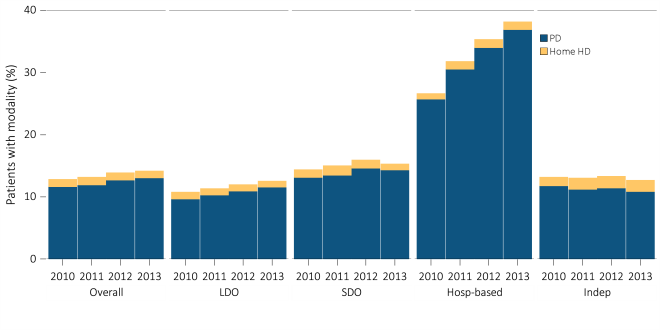 40
30
20
10
0
Patients with modality (%)
PD
Home HD
2010 2011 2012 2013 2010 2011 2012 2013 2010 2011 2012 2013 2010 2011 2012 2013 2010 2011 2012 2013
Overall LDO SDO Hosp-based Indep